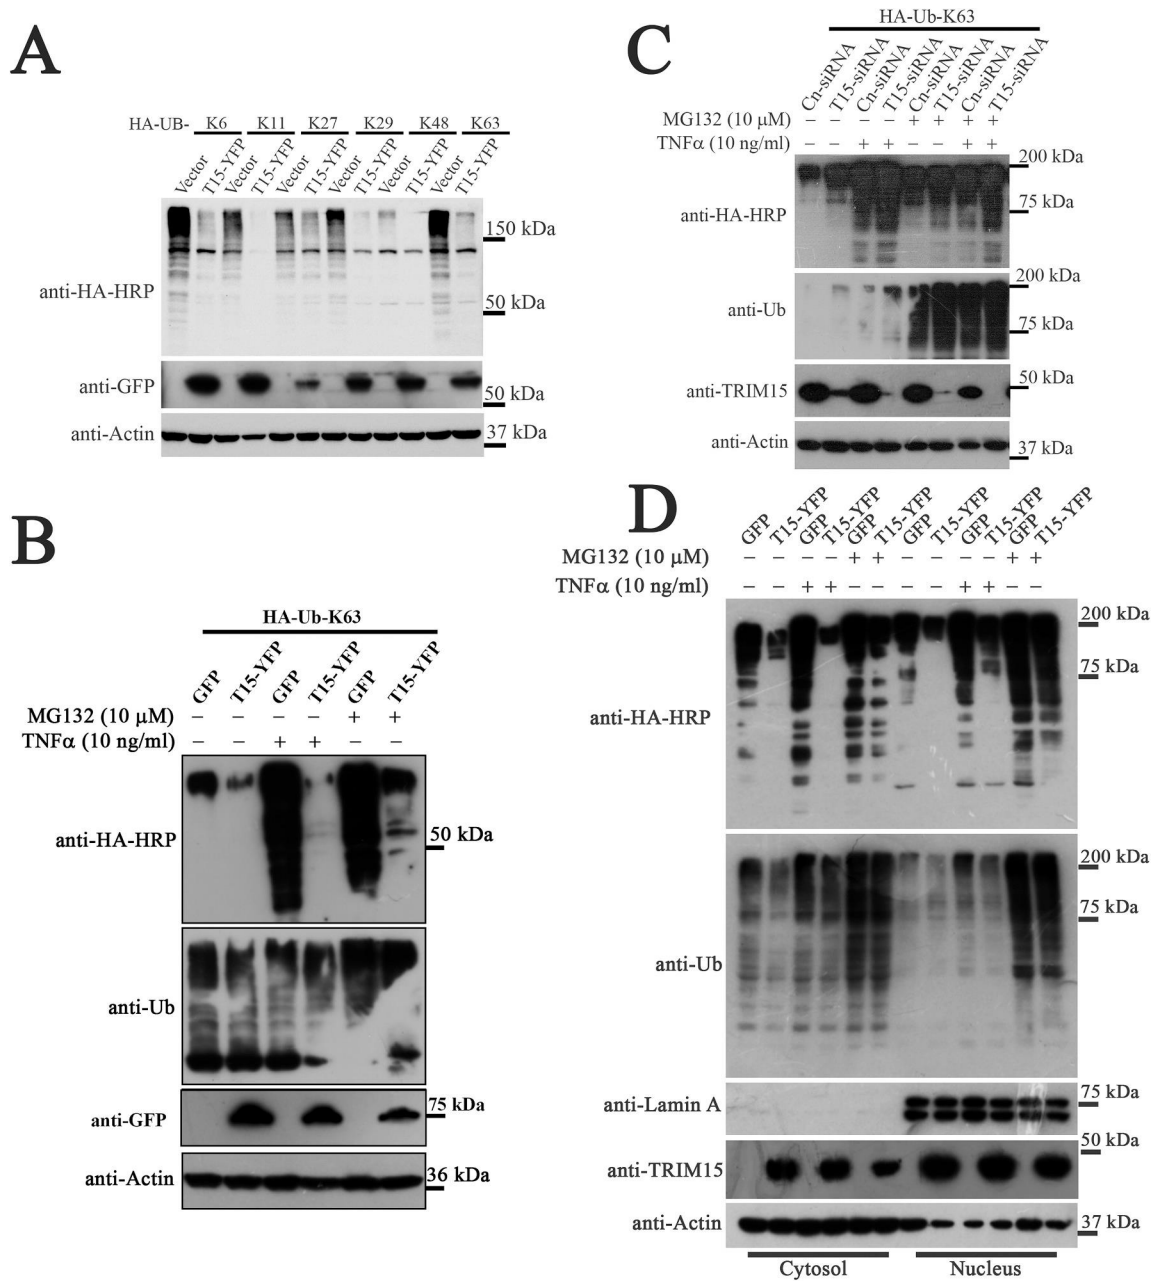 A
HA-UB- K6 K11 K27 K29 K48 K63
Vector T15-YFP Vector T15-YFP Vector T15-YFP Vector T15-YFP Vector T15-YFP Vector T15-YFP
anti-HA-HRP
150 kDa
50 kDa
anti-GFP
50 kDa
anti-Actin
37 kDa
B
HA-Ub-K63
GFP T15-YFP GFP T15-YFP GFP T15-YFP
MG132 (10 µM) − − − − + +
TNFα (10 ng/ml) − − + + − −
anti-HA-HRP
50 kDa
anti-Ub
anti-GFP
75 kDa
anti-Actin
36 kDa
C
HA-Ub-K63
Cn-siRNA T15-siRNA Cn-siRNA T15-siRNA Cn-siRNA T15-siRNA Cn-siRNA T15-siRNA
MG132 (10 µM) − − − − + + + +
TNFα (10 ng/ml) − − + + − − + +
anti-HA-HRP
200 kDa
75 kDa
anti-Ub
200 kDa
75 kDa
anti-TRIM15
50 kDa
anti-Actin
37 kDa
D
GFP T15-YFP GFP T15-YFP GFP T15-YFP GFP T15-YFP GFP T15-YFP GFP T15-YFP
MG132 (10 µM) − − − − + + − − − − + +
TNFα (10 ng/ml) − − + + − − − − + + − −
anti-HA-HRP
200 kDa
75 kDa
anti-Ub
200 kDa
75 kDa
anti-Lamin A
75 kDa
anti-TRIM15
50 kDa
anti-Actin
37 kDa
Cytosol Nucleus